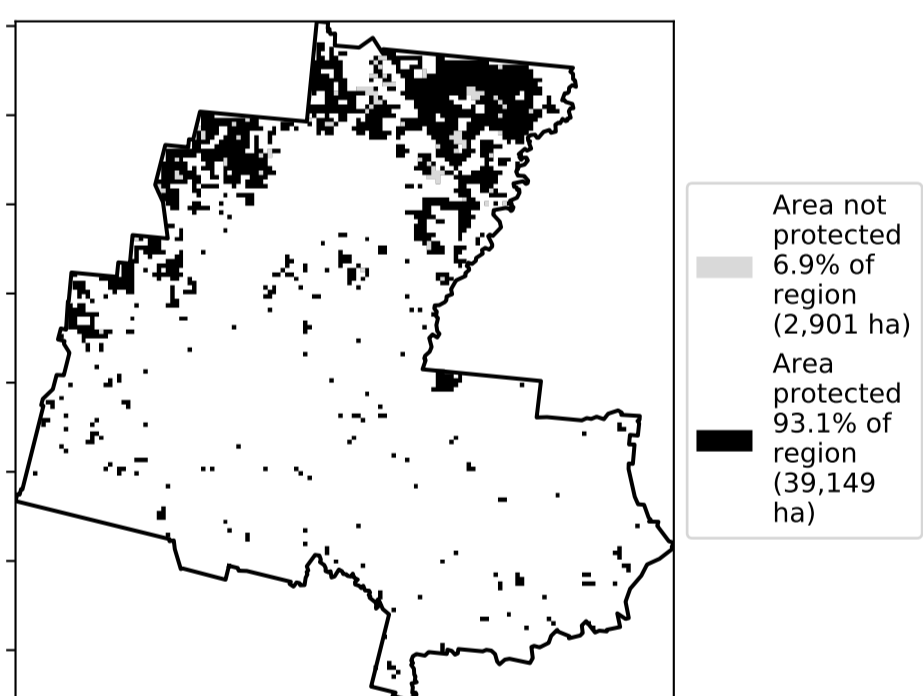 Area not
protected
6.9% of
region
(2,901 ha)
Area
protected
93.1% of
region
(39,149
ha)